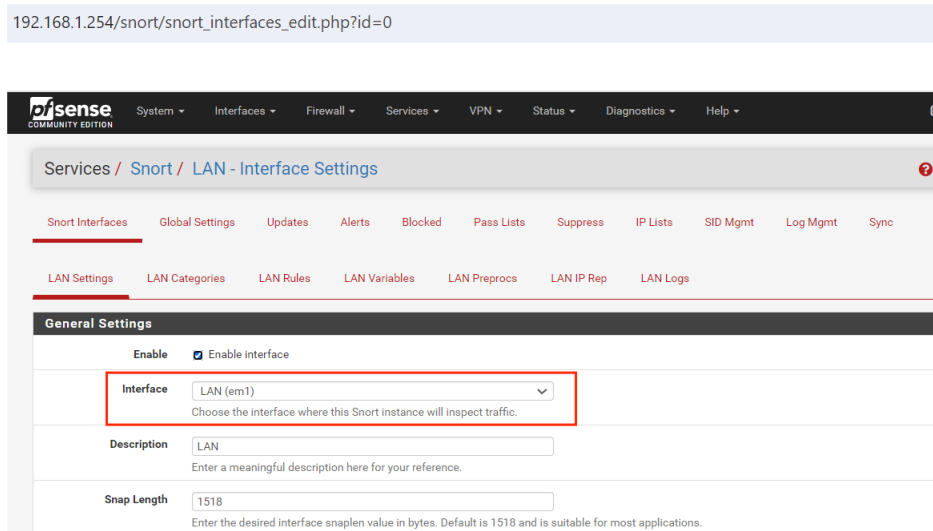 192.168.1.254/snort/snort_interfaces_edit.php?id=0
pfsense System Interfaces Firewall Services VPN Status Diagnostics Help
COMMUNITY EDITION
Services / Snort / LAN - Interface Settings
Snort Interfaces Global Settings Updates Alerts Blocked Pass Lists Suppress IP Lists SID Mgmt Log Mgmt Sync
LAN Settings LAN Categories LAN Rules LAN Variables LAN Preprocs LAN IP Rep LAN Logs
General Settings
Enable Enable interface
Interface LAN (em1)
Choose the interface where this Snort instance will inspect traffic.
Description LAN
Enter a meaningful description here for your reference.
Snap Length 1518
Enter the desired interface snaplen value in bytes. Default is 1518 and is suitable for most applications.